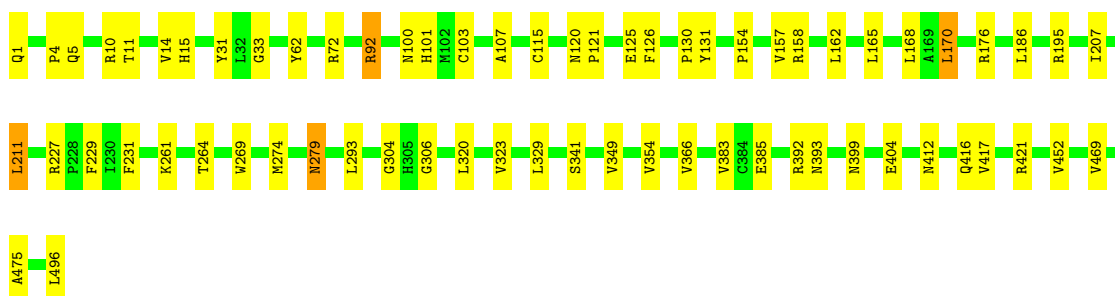 Q1 P4 Q5 R10 T11 V14 H15 Y31 L32 G33 Y62 R72 R92 N100 H101 M102 C103 A107 C115 N120 P121 E125 F126 P130 Y131 P154 V157 R158 L162 L165 L168 A169 L170 R176 L186 R195 I207
L211 R227 P228 F229 I230 F231 K261 T264 W269 M274 N279 L293 G304 H305 G306 L320 V323 L329 S341 V349 V354 V366 V383 C384 E385 R392 N393 N399 E404 N412 Q416 V417 R421 V452 V469
A475 L496